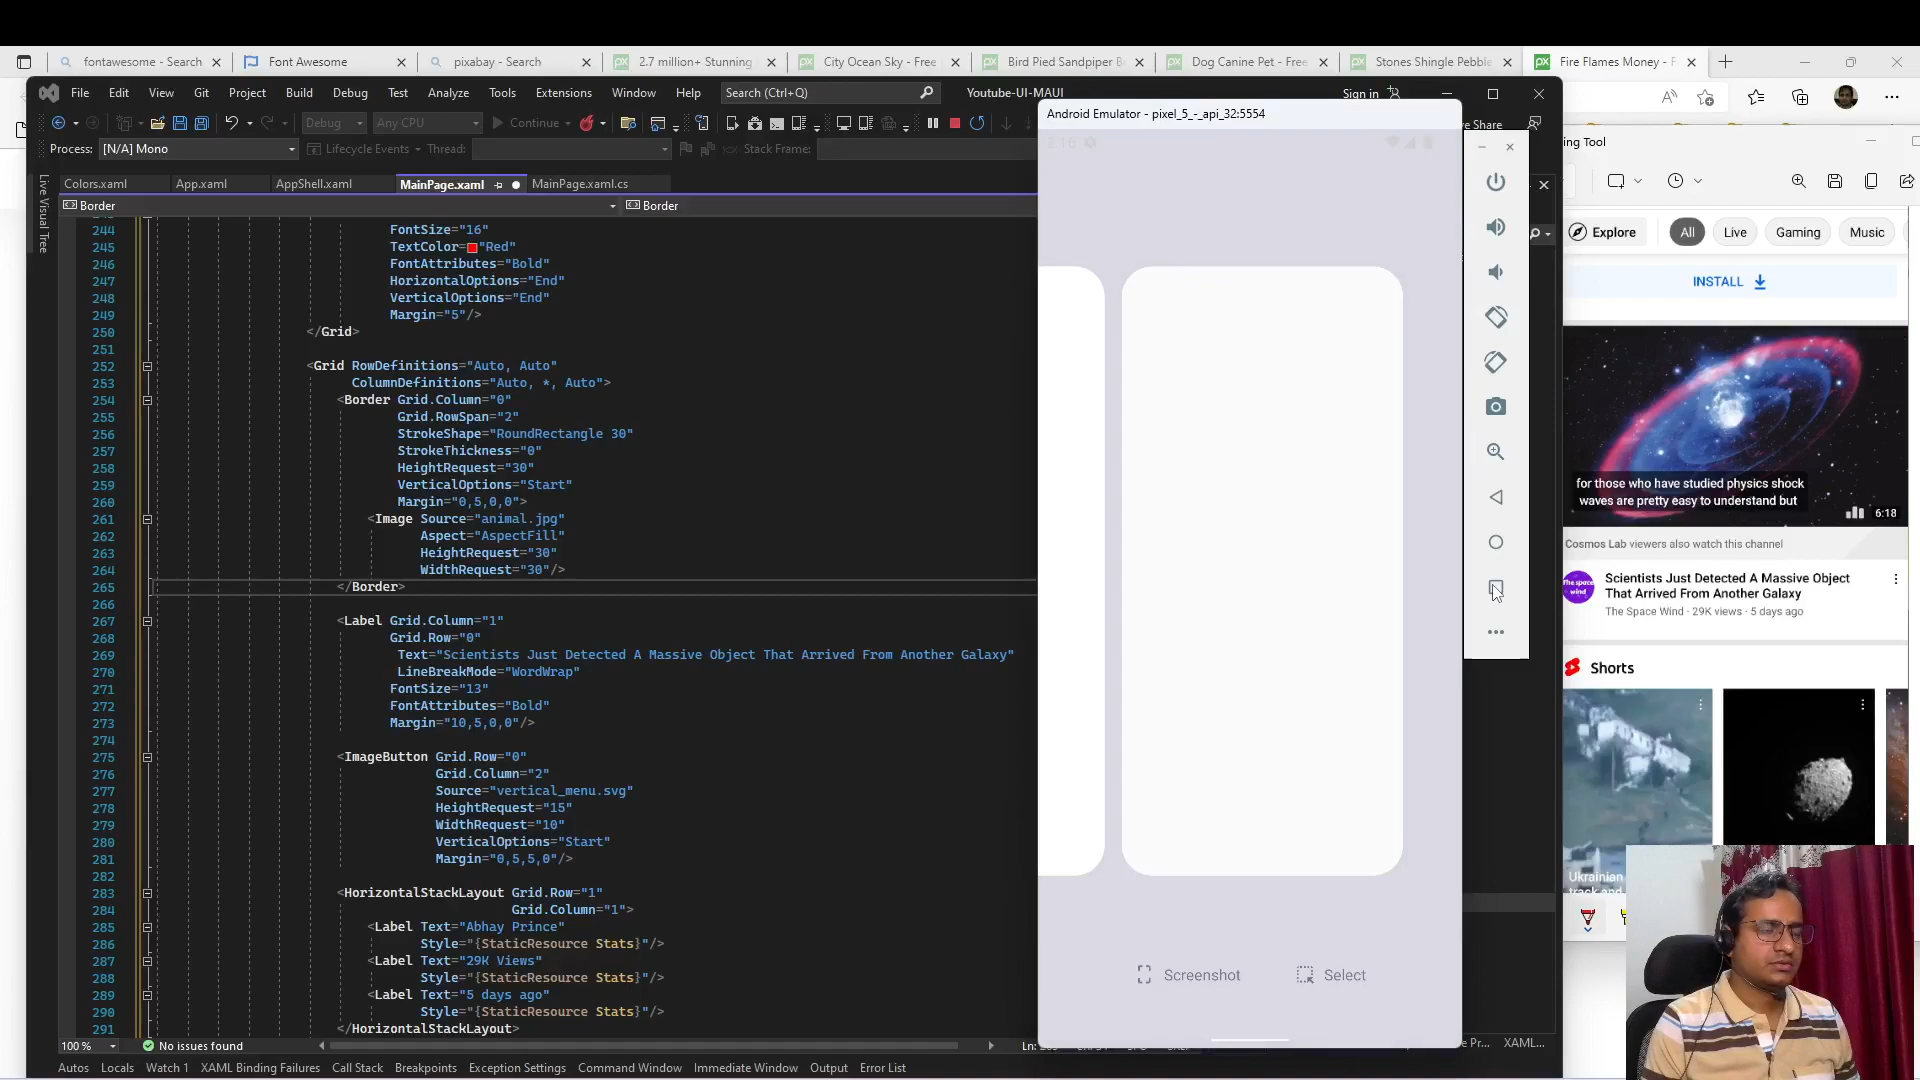 fontawesome - Search
Font Awesome
pixabay - Search
2.7 million+ Stunning
City Ocean Sky - Free
Bird Pied Sandpiper B
Dog Canine Pet - Free
Stones Shingle Pebble
Fire Flames Money - F
File Edit View Git Project Build Debug Test Analyze Tools Extensions Window Help Search (Ctrl+Q) Youtube-UI-MAUI Sign in
Debug Any CPU Continue
Share
Process: [N/A] Mono Lifecycle Events Thread: Stack Frame:
Colors.xaml App.xaml AppShell.xaml MainPage.xaml MainPage.xaml.cs
Border Border
Live Visual Tree
244 FontSize="16"
245 TextColor="Red"
246 FontAttributes="Bold"
247 HorizontalOptions="End"
248 VerticalOptions="End"
249 Margin="5"/>
250 </Grid>
251
252 <Grid RowDefinitions="Auto, Auto"
253 ColumnDefinitions="Auto, *, Auto">
254 <Border Grid.Column="0"
255 Grid.RowSpan="2"
256 StrokeShape="RoundRectangle 30"
257 StrokeThickness="0"
258 HeightRequest="30"
259 VerticalOptions="Start"
260 Margin="0,5,0,0">
261 <Image Source="animal.jpg"
262 Aspect="AspectFill"
263 HeightRequest="30"
264 WidthRequest="30"/>
265 </Border>
266
267 <Label Grid.Column="1"
268 Grid.Row="0"
269 Text="Scientists Just Detected A Massive Object That Arrived From Another Galaxy"
270 LineBreakMode="WordWrap"
271 FontSize="13"
272 FontAttributes="Bold"
273 Margin="10,5,0,0"/>
274
275 <ImageButton Grid.Row="0"
276 Grid.Column="2"
277 Source="vertical_menu.svg"
278 HeightRequest="15"
279 WidthRequest="10"
280 VerticalOptions="Start"
281 Margin="0,5,5,0"/>
282
283 <HorizontalStackLayout Grid.Row="1"
284 Grid.Column="1">
285 <Label Text="Abhay Prince"
286 Style="{StaticResource Stats}"/>
287 <Label Text="29K Views"
288 Style="{StaticResource Stats}"/>
289 <Label Text="5 days ago"
290 Style="{StaticResource Stats}"/>
291 </HorizontalStackLayout>
100 % No issues found Ln:
XAML...
Autos Locals Watch 1 XAML Binding Failures Call Stack Breakpoints Exception Settings Command Window Immediate Window Output Error List
Android Emulator - pixel_5_-_api_32:5554
Screenshot Select
ing Tool
Explore All Live Gaming Music
INSTALL
for those who have studied physics shock
waves are pretty easy to understand but
6:18
Cosmos Lab viewers also watch this channel
The space
wind
Scientists Just Detected A Massive Object
That Arrived From Another Galaxy
The Space Wind · 29K views · 5 days ago
Shorts
Ukrainian
track and